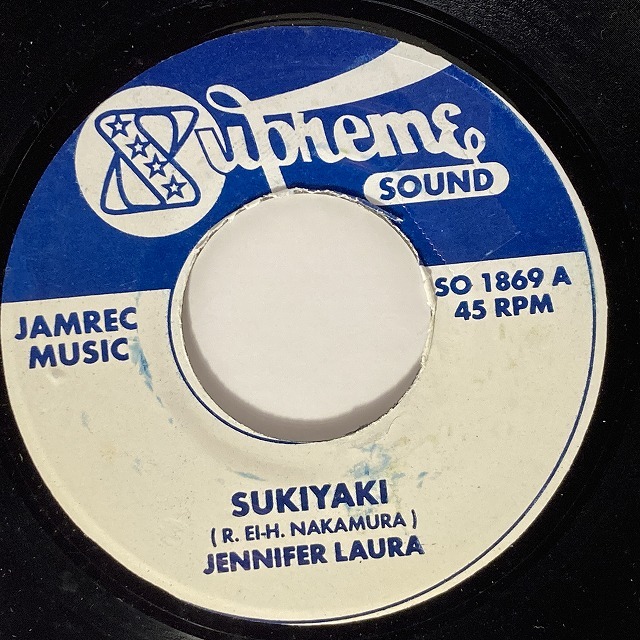 Supreme
SOUND
JAMREC
MUSIC
SO 1869 A
45 RPM
SUKIYAKI
( R. EI-H. NAKAMURA )
JENNIFER LAURA